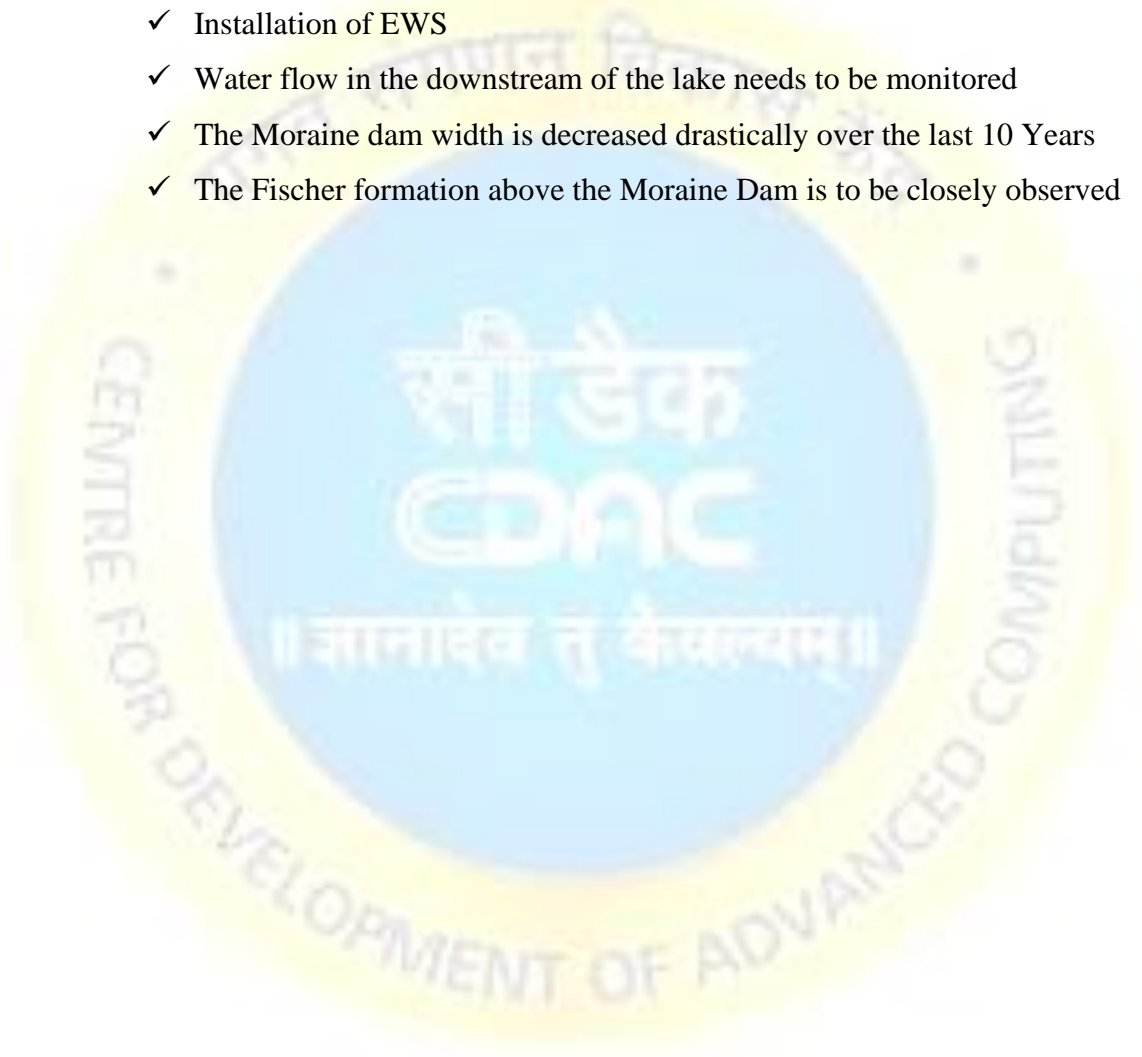 ✓ Installation of EWS
✓ Water flow in the downstream of the lake needs to be monitored
✓ The Moraine dam width is decreased drastically over the last 10 Years
✓ The Fischer formation above the Moraine Dam is to be closely observed
सी डैक
CDAC
॥ ज्ञानादेव तु कैवल्यम् ॥
CENTRE FOR DEVELOPMENT OF ADVANCED COMPUTING